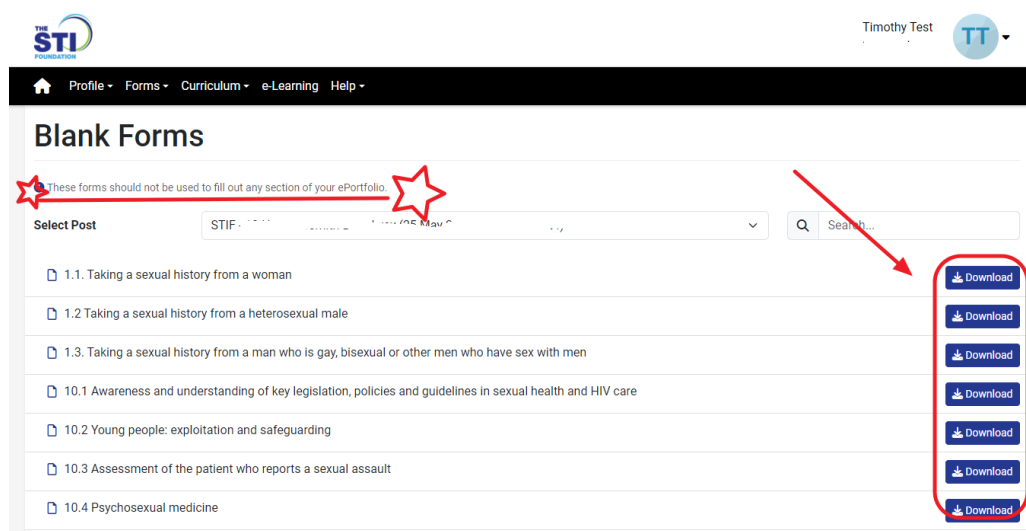 THE
STI
FOUNDATION
Timothy Test
TT
Profile Forms Curriculum e-Learning Help
Blank Forms
These forms should not be used to fill out any section of your ePortfolio.
Select Post
STIF
Search...
1.1. Taking a sexual history from a woman Download
1.2 Taking a sexual history from a heterosexual male Download
1.3. Taking a sexual history from a man who is gay, bisexual or other men who have sex with men Download
10.1 Awareness and understanding of key legislation, policies and guidelines in sexual health and HIV care Download
10.2 Young people: exploitation and safeguarding Download
10.3 Assessment of the patient who reports a sexual assault Download
10.4 Psychosexual medicine Download